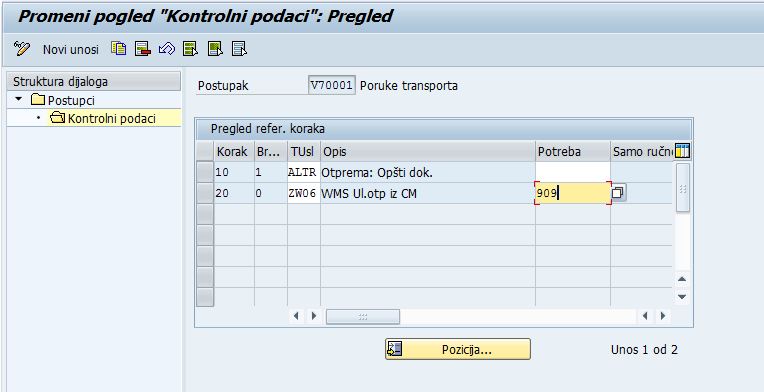 Promeni pogled "Kontrolni podaci": Pregled
Novi unosi
Struktura dijaloga
Postupci
Kontrolni podaci
Postupak V70001 Poruke transporta
Pregled refer. koraka
Korak Br... TUsl Opis Potreba Samo ručno
10 1 ALTR Otprema: Opšti dok.
20 0 ZW06 WMS Ul.otp iz CM 909
Pozicija... Unos 1 od 2